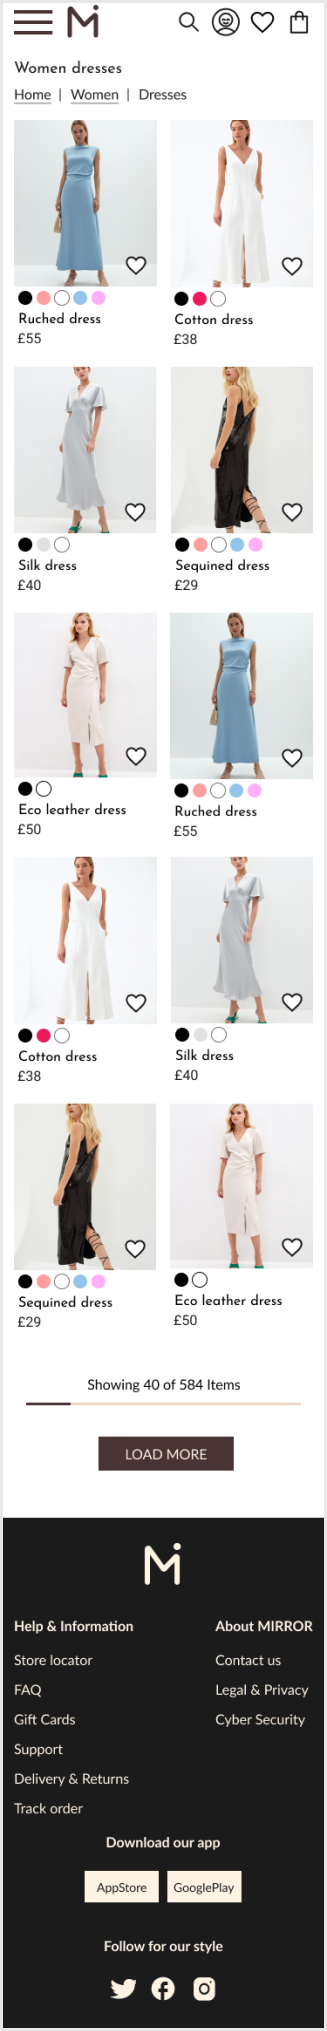 Mi
Women dresses
Home | Women | Dresses
Ruched dress
£55
Cotton dress
£38
Silk dress
£40
Sequined dress
£29
Eco leather dress
£50
Ruched dress
£55
Cotton dress
£38
Silk dress
£40
Sequined dress
£29
Eco leather dress
£50
Showing 40 of 584 Items
LOAD MORE
Mi
Help & Information
Store locator
FAQ
Gift Cards
Support
Delivery & Returns
Track order
About MIRROR
Contact us
Legal & Privacy
Cyber Security
Download our app
AppStore
GooglePlay
Follow for our style